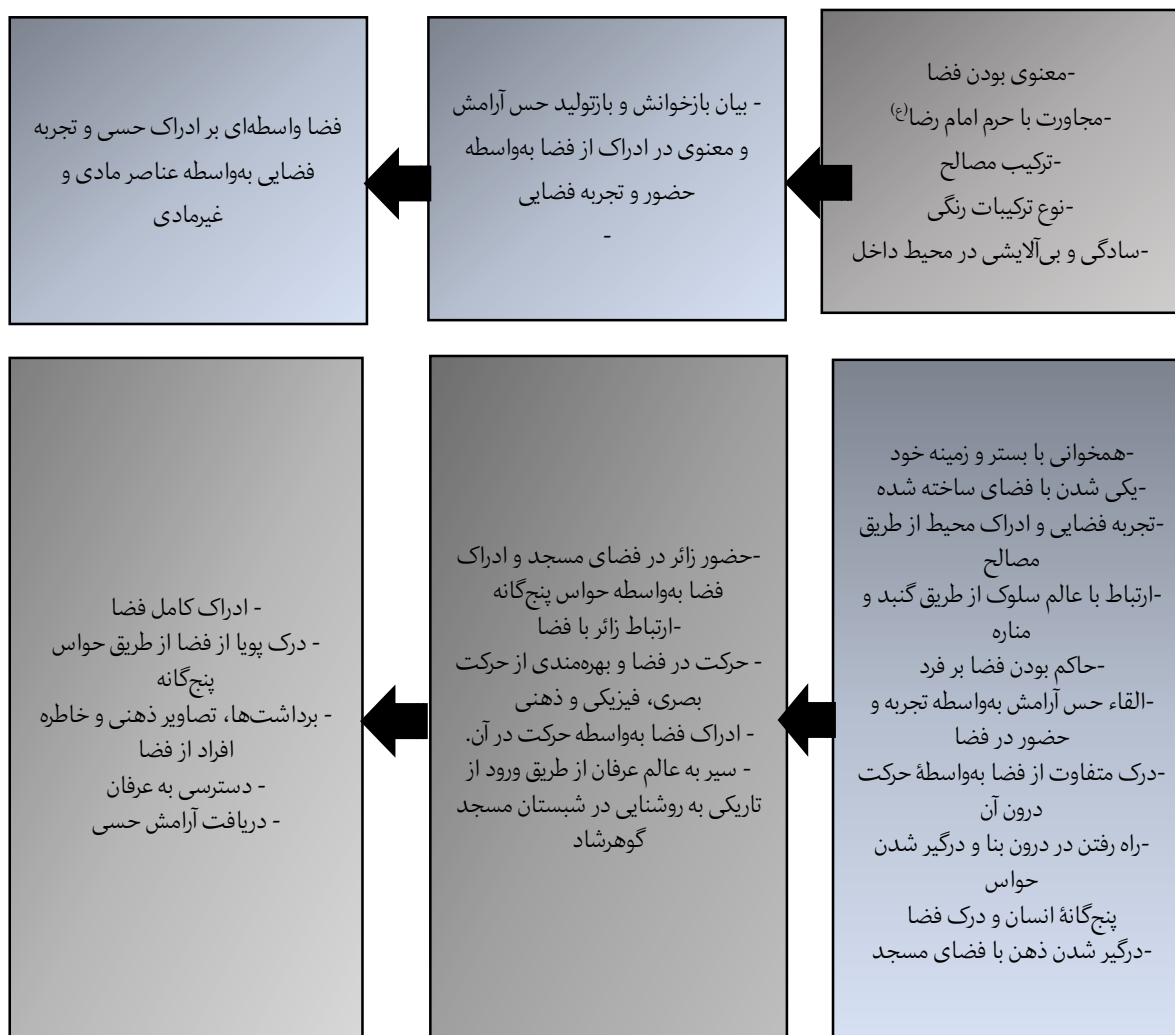 -معنوی بودن فضا
-مجاورت با حرم امام رضا(ع)
-ترکیب مصالح
-نوع ترکیبات رنگی
-سادگی و بی‌آلایشی در محیط داخل
- بیان بازخوانش و بازتولید حس آرامش
و معنوی در ادراک از فضا به‌واسطه
حضور و تجربه فضایی
-
فضا واسطه‌ای بر ادراک حسی و تجربه
فضایی به‌واسطه عناصر مادی و
غیرمادی
-همخوانی با بستر و زمینه خود
-یکی شدن با فضای ساخته شده
-تجربه فضایی و ادراک محیط از طریق
مصالح
-ارتباط با عالم سلوک از طریق گنبد و
مناره
-حاکم بودن فضا بر فرد
-القاء حس آرامش به‌واسطه تجربه و
حضور در فضا
-درک متفاوت از فضا به‌واسطهٔ حرکت
درون آن
-راه رفتن در درون بنا و درگیر شدن
حواس
پنج‌گانهٔ انسان و درک فضا
-درگیر شدن ذهن با فضای مسجد
-حضور زائر در فضای مسجد و ادراک
فضا به‌واسطه حواس پنج‌گانه
-ارتباط زائر با فضا
- حرکت در فضا و بهره‌مندی از حرکت
بصری، فیزیکی و ذهنی
- ادراک فضا به‌واسطه حرکت در آن.
- سیر به عالم عرفان از طریق ورود از
تاریکی به روشنایی در شبستان مسجد
گوهرشاد
- ادراک کامل فضا
- درک پویا از فضا از طریق حواس
پنج‌گانه
- برداشت‌ها، تصاویر ذهنی و خاطره
افراد از فضا
- دسترسی به عرفان
- دریافت آرامش حسی